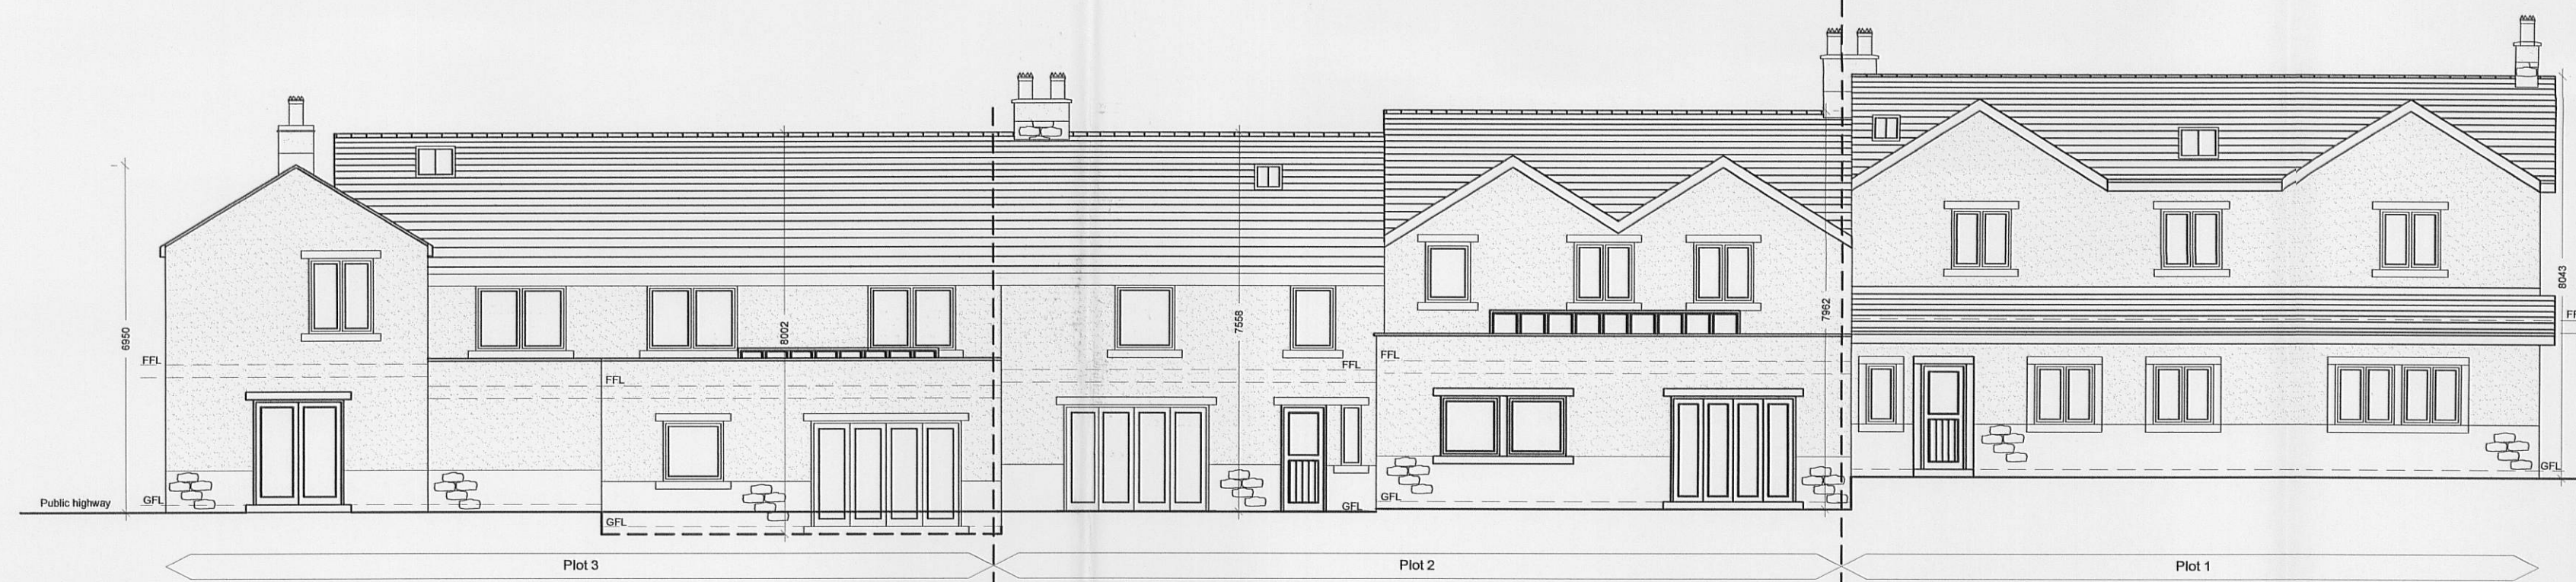 6950
8002
7558
7962
8043
FFL
FFL
FFL
FFL
FF
Public highway
GFL
GFL
GFL
GFL
GFL
Plot 3
Plot 2
Plot 1